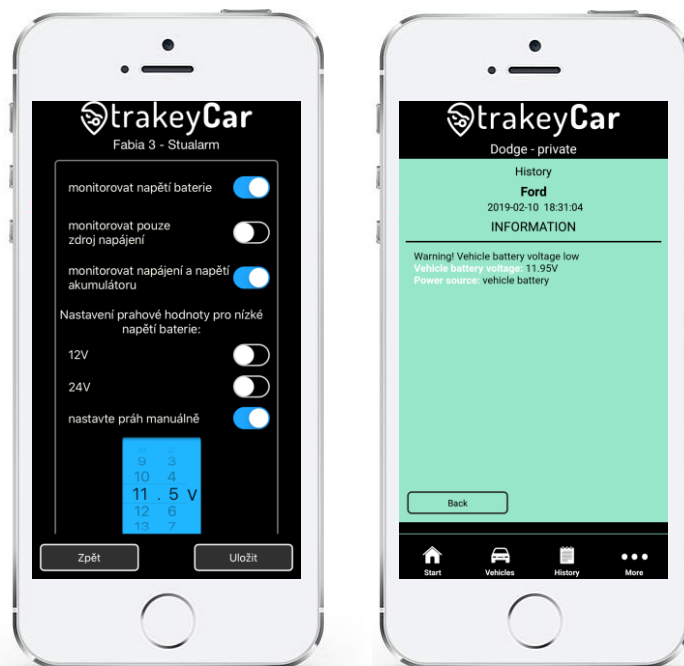 trakeyCar
Fabia 3 - Stualarm
monitorovat napětí baterie
monitorovat pouze
zdroj napájení
monitorovat napájení a napětí
akumulátoru
Nastavení prahové hodnoty pro nízké
napětí baterie:
12V
24V
nastavte práh manuálně
9 3
10 4
11 . 5 V
12 6
13 7
Zpět
Uložit
trakeyCar
Dodge - private
History
Ford
2019-02-10 18:31:04
INFORMATION
Warning! Vehicle battery voltage low
Vehicle battery voltage: 11.95V
Power source: vehicle battery
Back
Start Vehicles History More